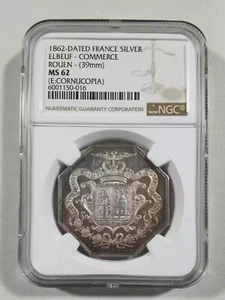 1862-DATED FRANCE SILVER
ELBEUF - COMMERCE
ROUEN - (39mm)
MS 62
(E:CORNUCOPIA)
6001150-016
NUMISMATIC GUARANTY CORPORATION
NGC